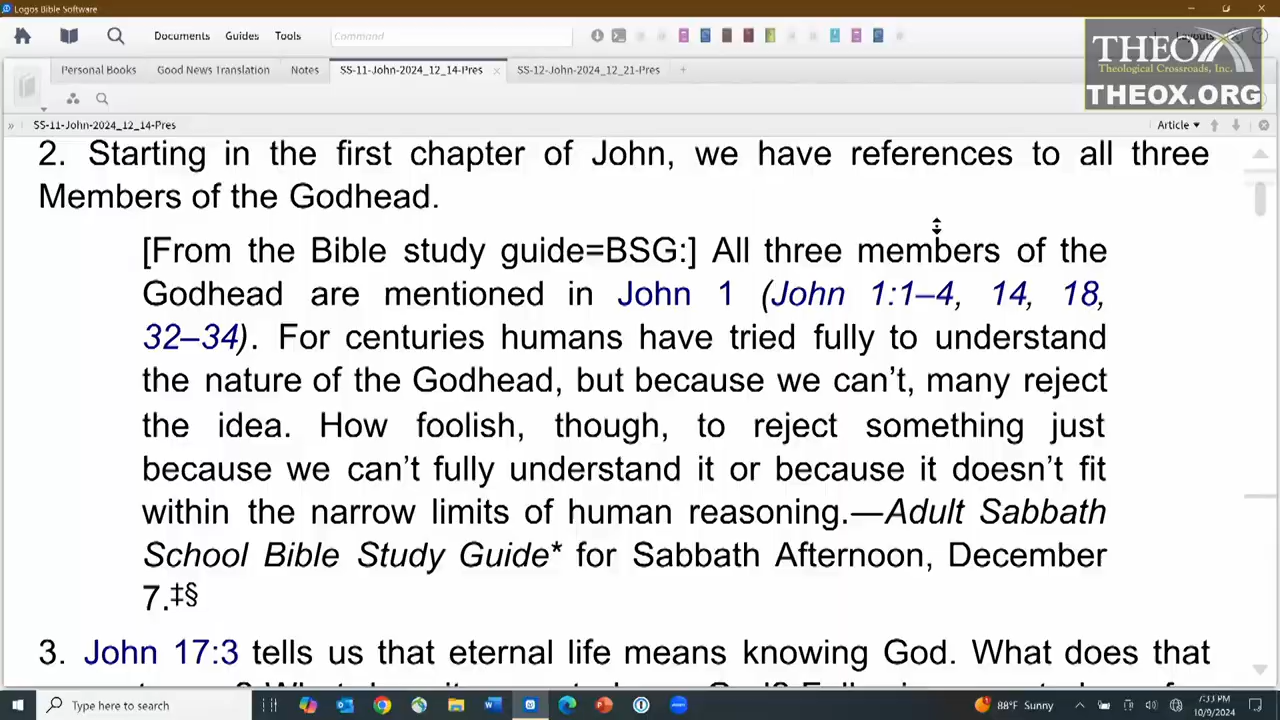 Logos Bible Software
Documents Guides Tools Command
THEOX
Theological Crossroads, Inc.
THEOX.ORG
Personal Books Good News Translation Notes SS-11-John-2024_12_14-Pres SS-12-John-2024_12_21-Pres
SS-11-John-2024_12_14-Pres Article
2. Starting in the first chapter of John, we have references to all three
Members of the Godhead.
[From the Bible study guide=BSG:] All three members of the
Godhead are mentioned in John 1 (John 1:1–4, 14, 18,
32–34). For centuries humans have tried fully to understand
the nature of the Godhead, but because we can’t, many reject
the idea. How foolish, though, to reject something just
because we can’t fully understand it or because it doesn’t fit
within the narrow limits of human reasoning.—Adult Sabbath
School Bible Study Guide* for Sabbath Afternoon, December
7.‡§
3. John 17:3 tells us that eternal life means knowing God. What does that
Type here to search
88°F Sunny
7:33 PM
10/9/2024